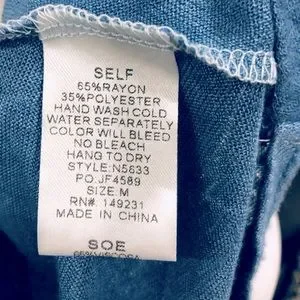 SELF
65%RAYON
35%POLYESTER
HAND WASH COLD
WATER SEPARATELY
COLOR WILL BLEED
NO BLEACH
HANG TO DRY
STYLE:N5633
PO.JF4589
SIZE:M
RN#. 149231
MADE IN CHINA
SOE